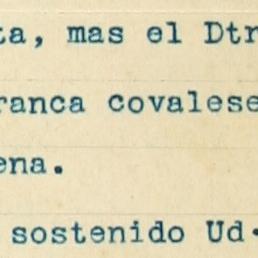 ta, mas el Dtr
ranca covalese
ena.
sostenido Ud.